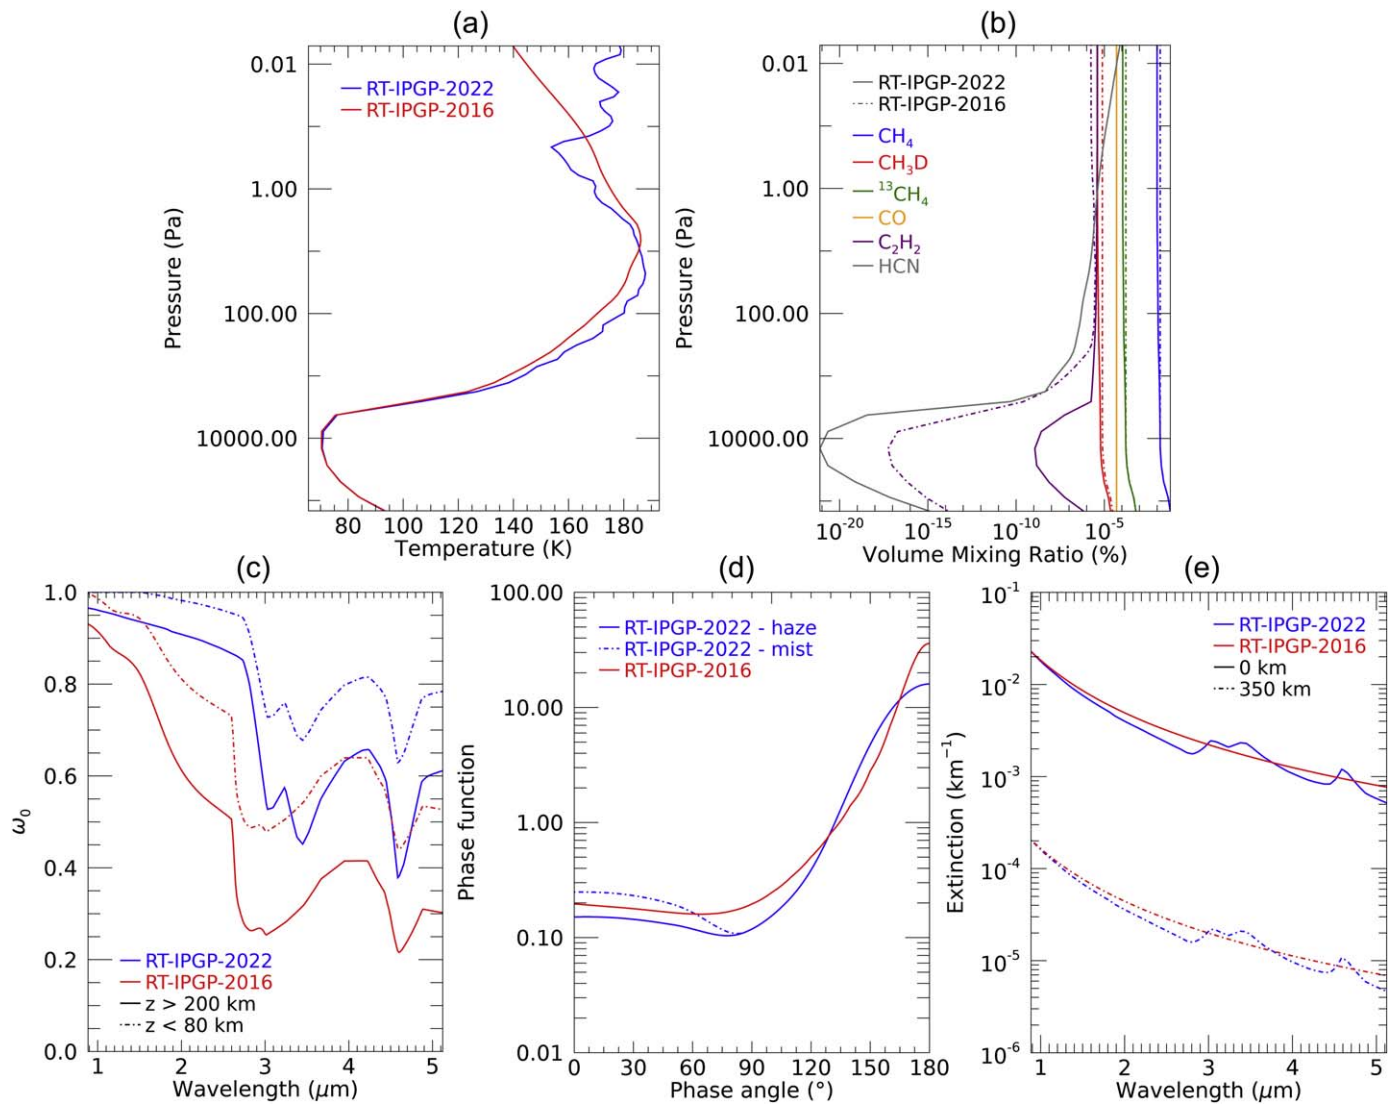 (a)
0.01
1.00
100.00
10000.00
Pressure (Pa)
RT-IPGP-2022
RT-IPGP-2016
80 100 120 140 160 180
Temperature (K)
(b)
0.01
1.00
100.00
10000.00
Pressure (Pa)
RT-IPGP-2022
RT-IPGP-2016
CH₄
CH₃D
¹³CH₄
CO
C₂H₂
HCN
10⁻²⁰ 10⁻¹⁵ 10⁻¹⁰ 10⁻⁵
Volume Mixing Ratio (%)
(c)
1.0
0.8
0.6
0.4
0.2
0.0
ω₀
RT-IPGP-2022
RT-IPGP-2016
z > 200 km
z < 80 km
1 2 3 4 5
Wavelength (μm)
(d)
100.00
10.00
1.00
0.10
0.01
Phase function
RT-IPGP-2022 - haze
RT-IPGP-2022 - mist
RT-IPGP-2016
0 30 60 90 120 150 180
Phase angle (°)
(e)
10⁻¹
10⁻²
10⁻³
10⁻⁴
10⁻⁵
10⁻⁶
Extinction (km⁻¹)
RT-IPGP-2022
RT-IPGP-2016
0 km
350 km
1 2 3 4 5
Wavelength (μm)